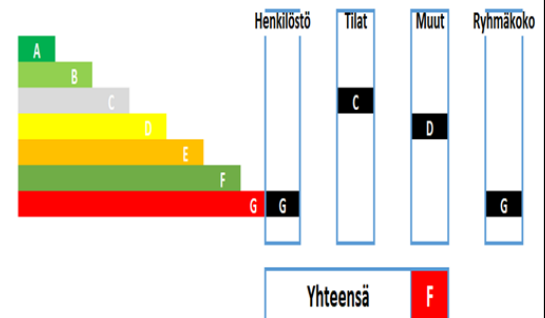 Henkilöstö Tilat Muut Ryhmäkoko
A
B
C C
D D
E
F
G G G
Yhteensä F